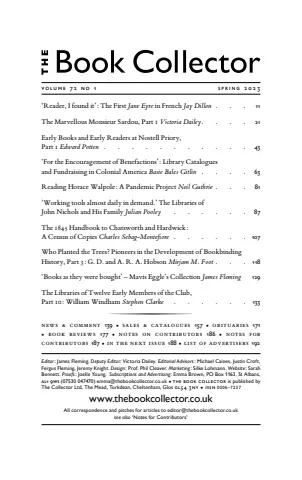 THE Book Collector
VOLUME 72 NO 1 SPRING 2023
'Reader, I found it': The First Jane Eyre in French Jay Dillon . . . 11
The Marvellous Monsieur Sardou, Part 1 Victoria Dailey. . . . 21
Early Books and Early Readers at Nostell Priory,
Part 1 Edward Potten . . . . . . . . . . 45
'For the Encouragement of Benefactions': Library Catalogues
and Fundraising in Colonial America Basie Bales Gitlin . . . 63
Reading Horace Walpole: A Pandemic Project Neil Guthrie . . . 81
'Working tools almost daily in demand.' The Libraries of
John Nichols and His Family Julian Pooley . . . . . . 87
The 1845 Handbook to Chatsworth and Hardwick:
A Census of Copies Charles Sebag-Montefiore . . . . . 107
Who Planted the Trees? Pioneers in the Development of Bookbinding
History, Part 3: G. D. and A. R. A. Hobson Mirjam M. Foot . . 118
'Books as they were bought' – Mavis Eggle's Collection James Fleming 129
The Libraries of Twelve Early Members of the Club,
Part 10: William Windham Stephen Clarke . . . . . 133
NEWS & COMMENT 139 • SALES & CATALOGUES 157 • OBITUARIES 171
• BOOK REVIEWS 177 • NOTES ON CONTRIBUTORS 186 • NOTES FOR
CONTRIBUTORS 187 • IN THE NEXT ISSUE 188 • LIST OF ADVERTISERS 192
Editor: James Fleming, Deputy Editor: Victoria Dailey. Editorial Advisors: Michael Caines, Justin Croft,
Fergus Fleming, Jeremy Knight. Design: Prof. Phil Cleaver. Marketing: Silke Lohmann. Website: Sarah
Bennett. Proofs: Joelle Young. Subscriptions and Advertising: Emma Brown, PO Box 1163, St Albans,
AL1 9WS (07530 047470) emma@thebookcollector.co.uk • THE BOOK COLLECTOR is published by
The Collector Ltd, The Mead, Turkdean, Cheltenham, Glos GL54 3NY • ISSN 0006-7237
www.thebookcollector.co.uk
All correspondence and pitches for articles to editor@thebookcollector.co.uk
see also 'Notes for Contributors'